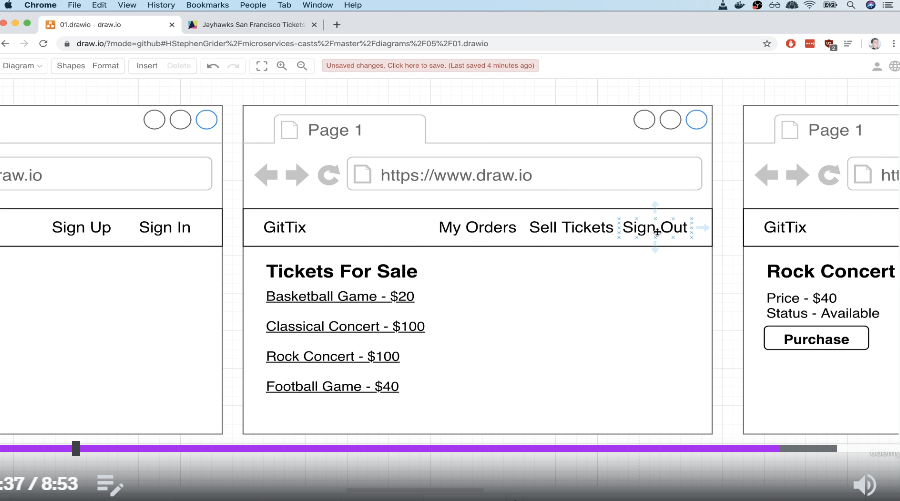 Chrome File Edit View History Bookmarks People Tab Window Help
01.drawio - draw.io
Jayhawks San Francisco Tickets
draw.io/?mode=github#HStephenGrider%2Fmicroservices-casts%2Fmaster%2Fdiagrams%2F05%2F01.drawio
Diagram Shapes Format Insert Delete Unsaved changes. Click here to save. (Last saved 4 minutes ago)
Page 1
Page 1
aw.io
https://www.draw.io
htt
Sign Up Sign In
GitTix My Orders Sell Tickets Sign Out
GitTix
Tickets For Sale
Basketball Game - $20
Classical Concert - $100
Rock Concert - $100
Football Game - $40
Rock Concert
Price - $40
Status - Available
Purchase
:37 / 8:53